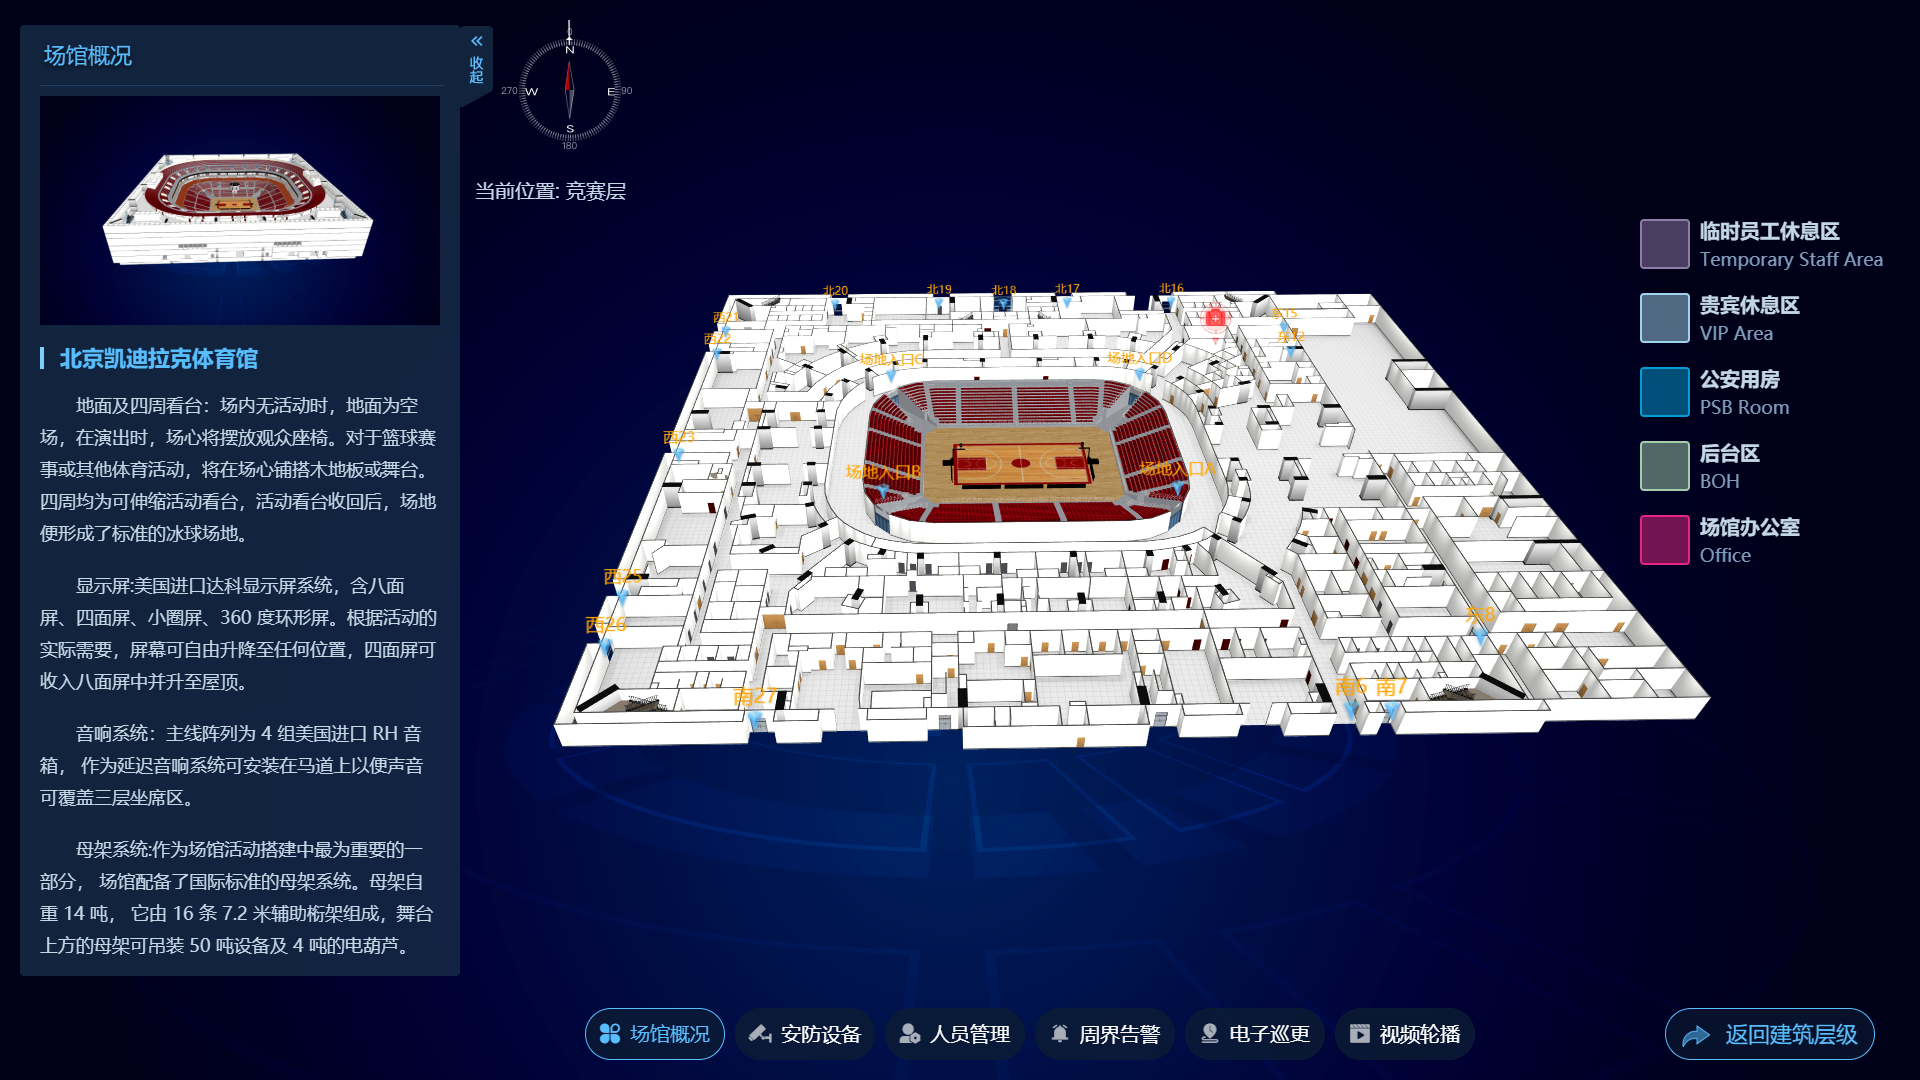 场馆概况
«
收起
0
N
270
W
E
90
S
180
当前位置: 竞赛层
北京凯迪拉克体育馆
地面及四周看台：场内无活动时，地面为空
场，在演出时，场心将摆放观众座椅。对于篮球赛
事或其他体育活动，将在场心铺搭木地板或舞台。
四周均为可伸缩活动看台，活动看台收回后，场地
便形成了标准的冰球场地。
显示屏:美国进口达科显示屏系统，含八面
屏、四面屏、小圈屏、360 度环形屏。根据活动的
实际需要，屏幕可自由升降至任何位置，四面屏可
收入八面屏中并升至屋顶。
音响系统：主线阵列为 4 组美国进口 RH 音
箱， 作为延迟音响系统可安装在马道上以便声音
可覆盖三层坐席区。
母架系统:作为场馆活动搭建中最为重要的一
部分， 场馆配备了国际标准的母架系统。母架自
重 14 吨， 它由 16 条 7.2 米辅助桁架组成，舞台
上方的母架可吊装 50 吨设备及 4 吨的电葫芦。
北20
北19
北18
北17
北16
西21
西22
东12
场地入口C
场地入口D
西23
场地入口B
场地入口A
西25
西26
东8
南27
南6
南7
临时员工休息区
Temporary Staff Area
贵宾休息区
VIP Area
公安用房
PSB Room
后台区
BOH
场馆办公室
Office
场馆概况
安防设备
人员管理
周界告警
电子巡更
视频轮播
返回建筑层级